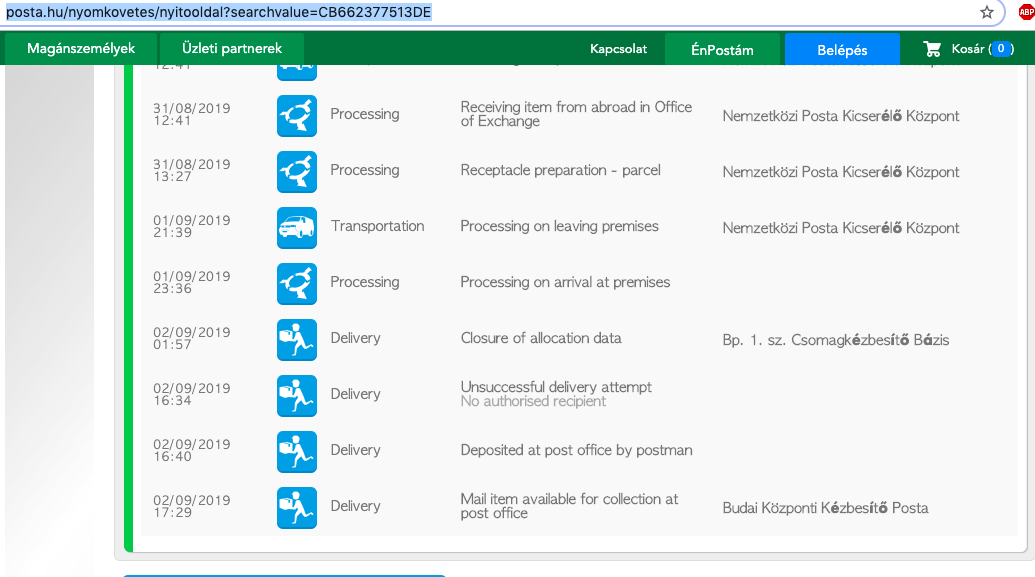 posta.hu/nyomkovetes/nyitooldal?searchvalue=CB662377513DE
ABP
Magánszemélyek Üzleti partnerek Kapcsolat ÉnPostám Belépés Kosár ( 0 )
12:41
31/08/2019
12:41
Processing
Receiving item from abroad in Office
of Exchange
Nemzetközi Posta Kicserélő Központ
31/08/2019
13:27
Processing
Receptacle preparation - parcel
Nemzetközi Posta Kicserélő Központ
01/09/2019
21:39
Transportation
Processing on leaving premises
Nemzetközi Posta Kicserélő Központ
01/09/2019
23:36
Processing
Processing on arrival at premises
02/09/2019
01:57
Delivery
Closure of allocation data
Bp. 1. sz. Csomagkézbesítő Bázis
02/09/2019
16:34
Delivery
Unsuccessful delivery attempt
No authorised recipient
02/09/2019
16:40
Delivery
Deposited at post office by postman
02/09/2019
17:29
Delivery
Mail item available for collection at
post office
Budai Központi Kézbesítő Posta